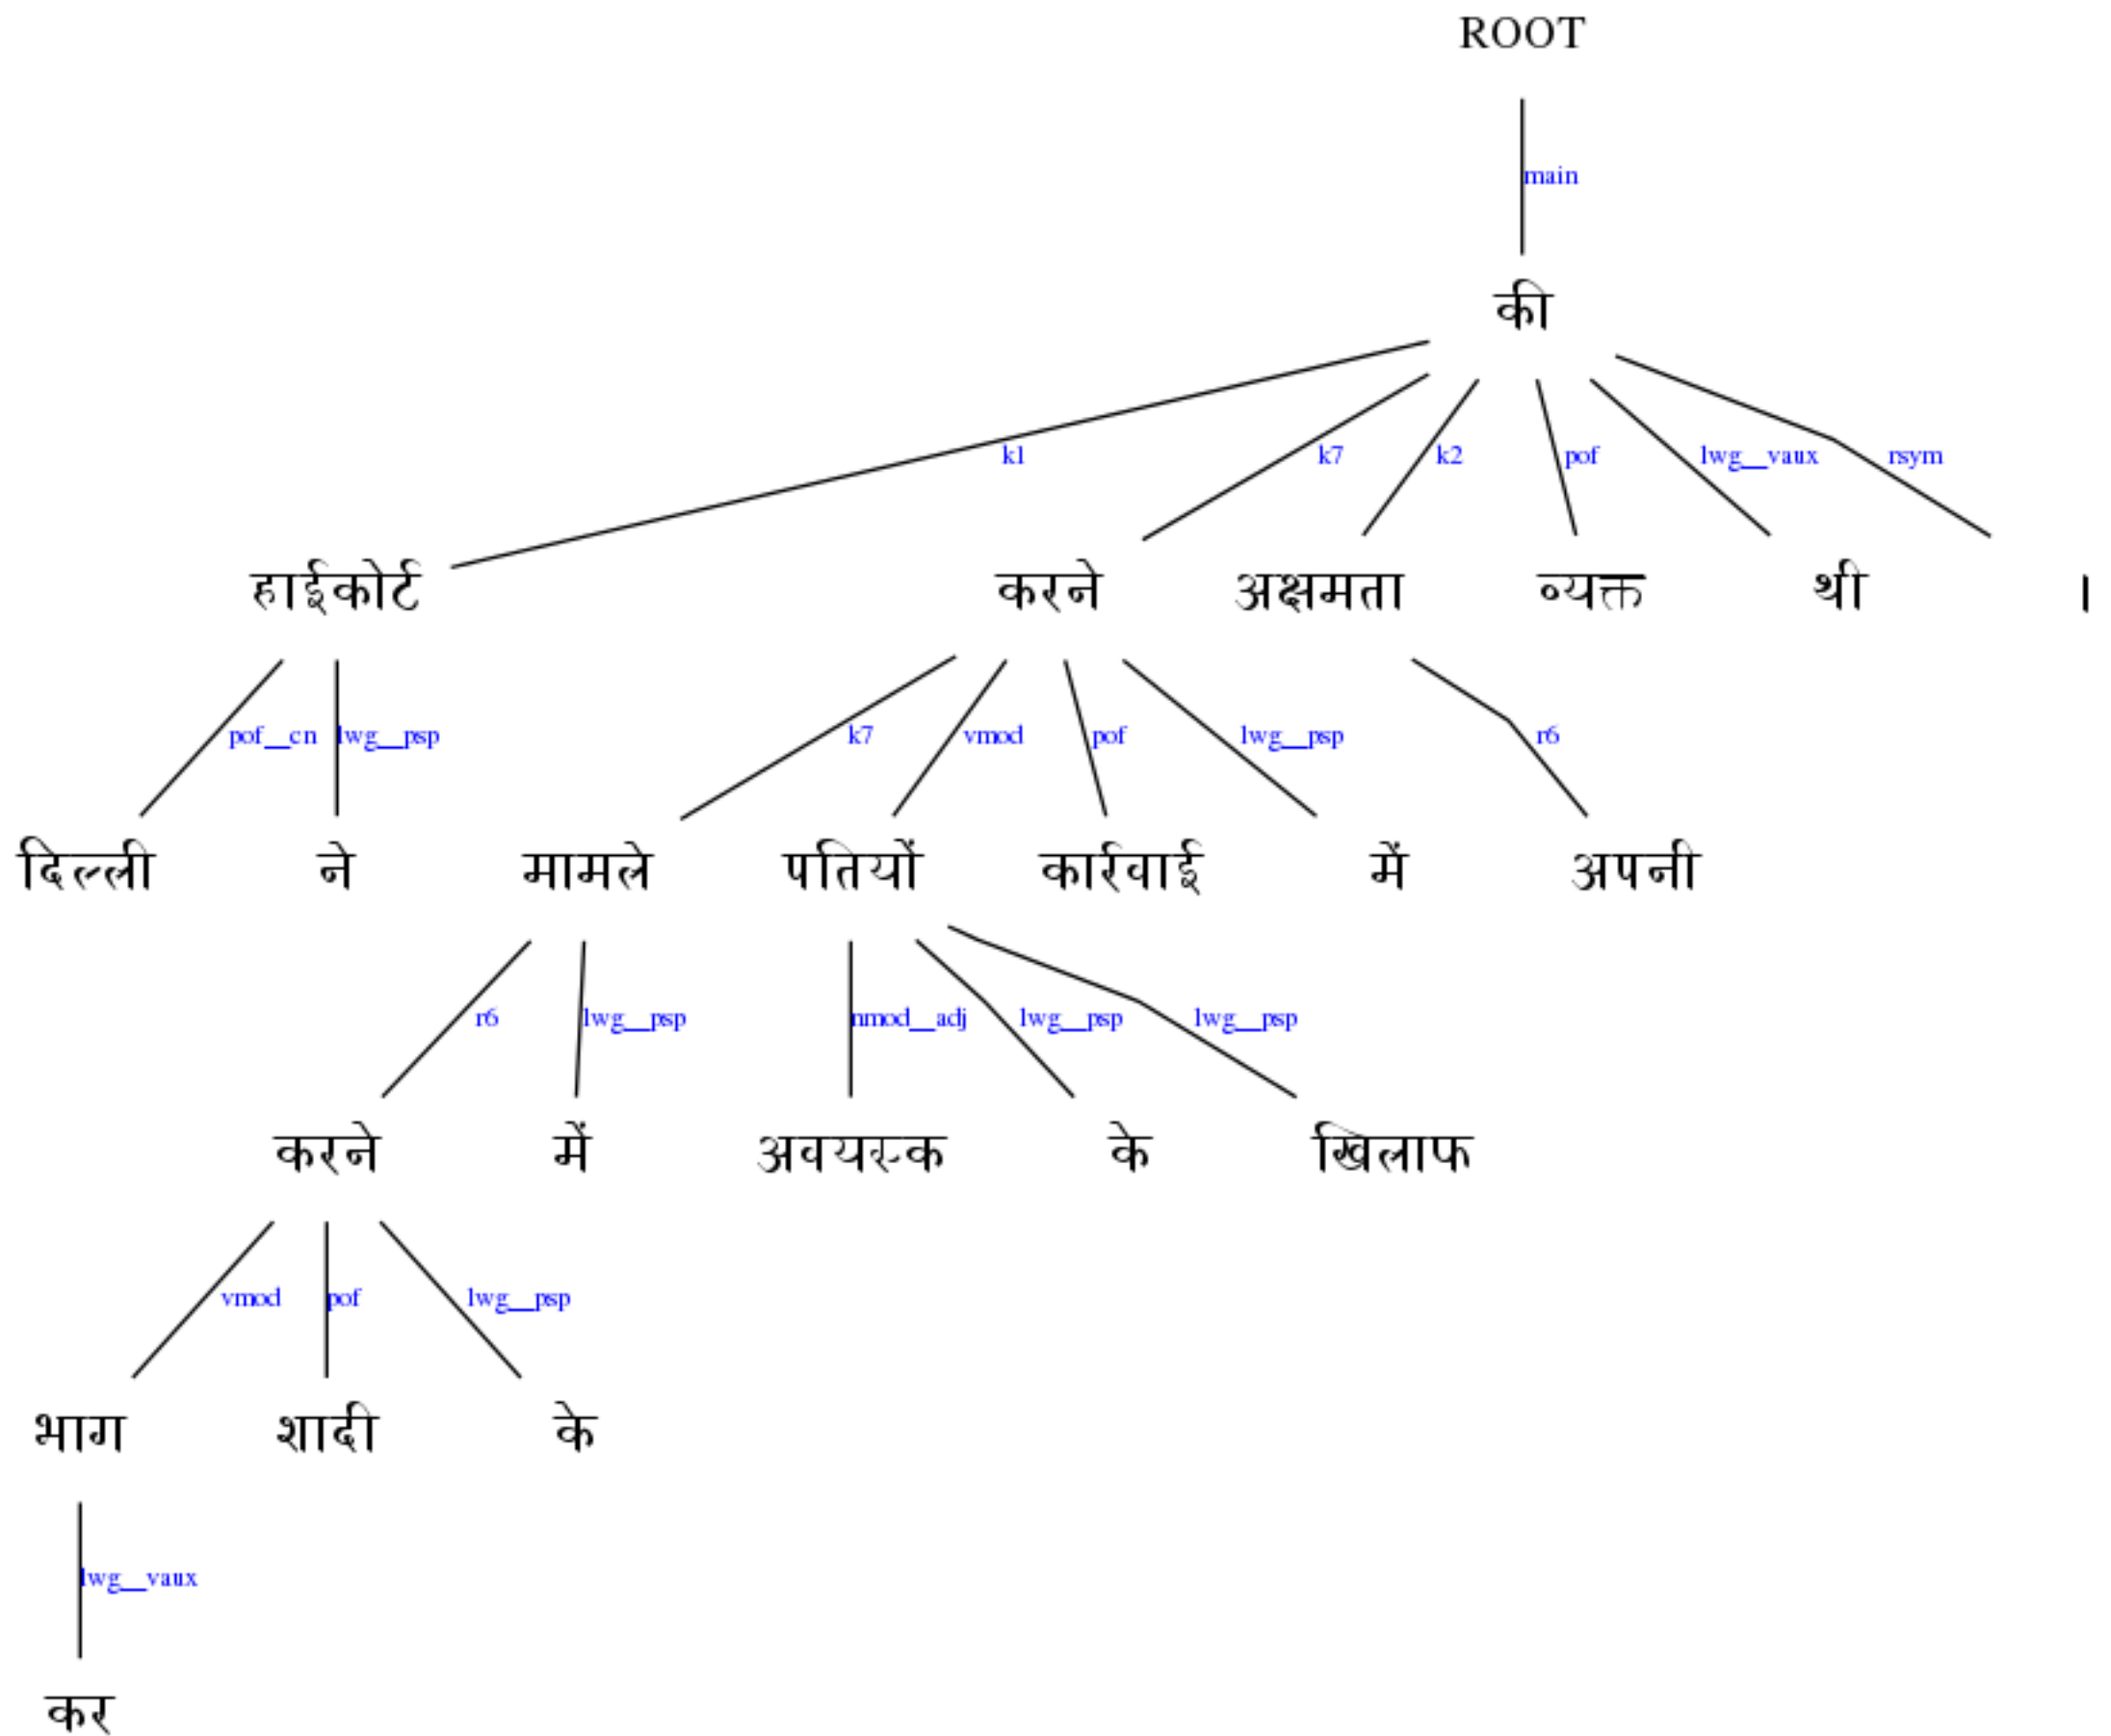 ROOT
main
की
k1 k7 k2 pof lwg__vaux rsym
हाईकोर्ट करने अक्षमता व्यक्त थी ।
pof__cn lwg__psp k7 vmod pof lwg__psp r6
दिल्ली ने मामले पतियों कार्रवाई में अपनी
r6 lwg__psp nmod__adj lwg__psp lwg__psp
करने में अवयस्क के खिलाफ
vmod pof lwg__psp
भाग शादी के
lwg__vaux
कर